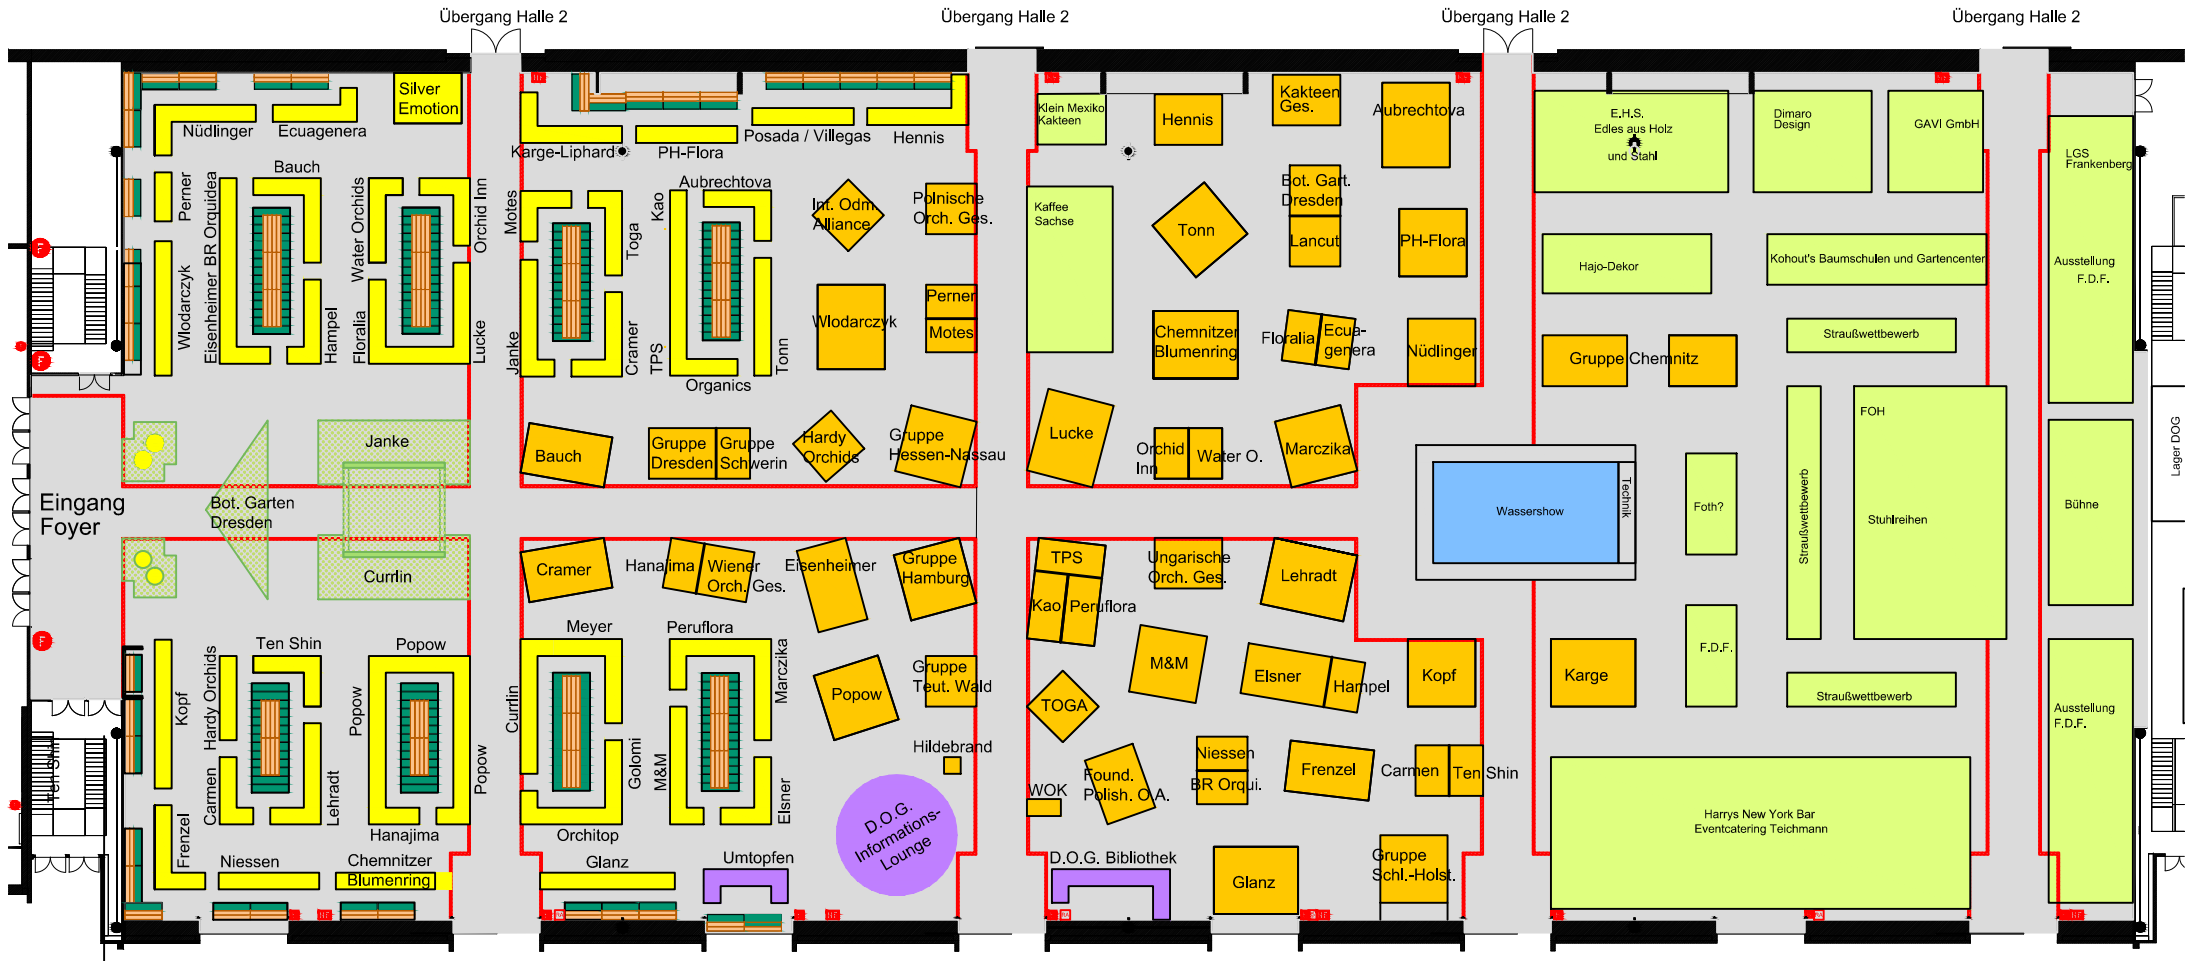 Übergang Halle 2
Übergang Halle 2
Übergang Halle 2
Übergang Halle 2
Silver
Emotion
Nüdlinger
Ecuagenera
Karge-Liphard
PH-Flora
Posada / Villegas
Hennis
Klein Mexiko
Kakteen
Hennis
Kakteen
Ges.
Aubrechtova
E.H.S.
Edles aus Holz
und Stahl
Dimaro
Design
GAVI GmbH
LGS
Frankenberg
Perner
Wlodarczyk
Eisenheimer BR Orquidea
Bauch
Hampel
Water Orchids
Floralia
Orchid Inn
Lucke
Motes
Janke
Toga
Cramer
Kao
TPS
Aubrechtova
Organics
Tonn
Int. Odm.
Alliance
Polnische
Orch. Ges.
Wlodarczyk
Perner
Motes
Kaffee
Sachse
Tonn
Bot. Gart.
Dresden
Lancut
PH-Flora
Chemnitzer
Blumenring
Floralia
Ecua-
genera
Nüdlinger
Hajo-Dekor
Kohout's Baumschulen und Gartencenter
Ausstellung
F.D.F.
Straußwettbewerb
Gruppe Chemnitz
Janke
Bot. Garten
Dresden
Currlin
Eingang
Foyer
Bauch
Gruppe
Dresden
Gruppe
Schwerin
Hardy
Orchids
Gruppe
Hessen-Nassau
Lucke
Orchid
Inn
Water O.
Marczika
Wassershow
Technik
Foth?
Straußwettbewerb
FOH
Stuhlreihen
Bühne
Lager DOG
Cramer
Hanajima
Wiener
Orch. Ges.
Eisenheimer
Gruppe
Hamburg
TPS
Kao
Peruflora
Ungarische
Orch. Ges.
Lehradt
Kopf
Hardy Orchids
Ten Shin
Carmen
Lehradt
Popow
Popow
Popow
Hanajima
Meyer
Currlin
Golomi
Orchitop
Peruflora
Marczika
M&M
Elsner
Popow
Gruppe
Teut. Wald
Hildebrand
M&M
Elsner
Hampel
Kopf
Karge
F.D.F.
Straußwettbewerb
Ausstellung
F.D.F.
TOGA
Found.
Polish. O.A.
WOK
Niessen
BR Orqui.
Frenzel
Carmen
Ten Shin
Ten Shin
Frenzel
Niessen
Chemnitzer
Blumenring
Glanz
Umtopfen
D.O.G.
Informations-
Lounge
D.O.G. Bibliothek
Glanz
Gruppe
Schl.-Holst.
Harrys New York Bar
Eventcatering Teichmann